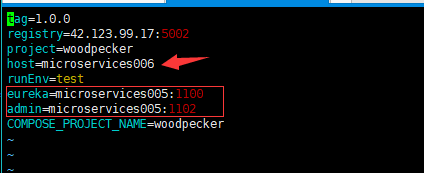 tag=1.0.0
registry=42.123.99.17:5002
project=woodpecker
host=microservices006
runEnv=test
eureka=microservices005:1100
admin=microservices005:1102
COMPOSE_PROJECT_NAME=woodpecker
~
~
~